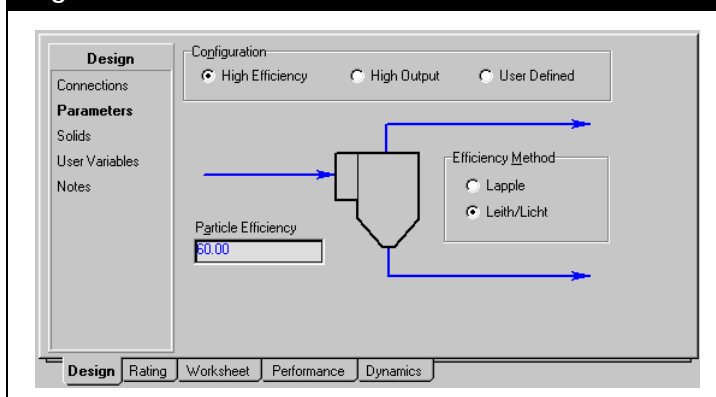 Design
Connections
Parameters
Solids
User Variables
Notes
Configuration
High Efficiency High Output User Defined
Efficiency Method
Lapple
Leith/Licht
Particle Efficiency
60.00
Design Rating Worksheet Performance Dynamics